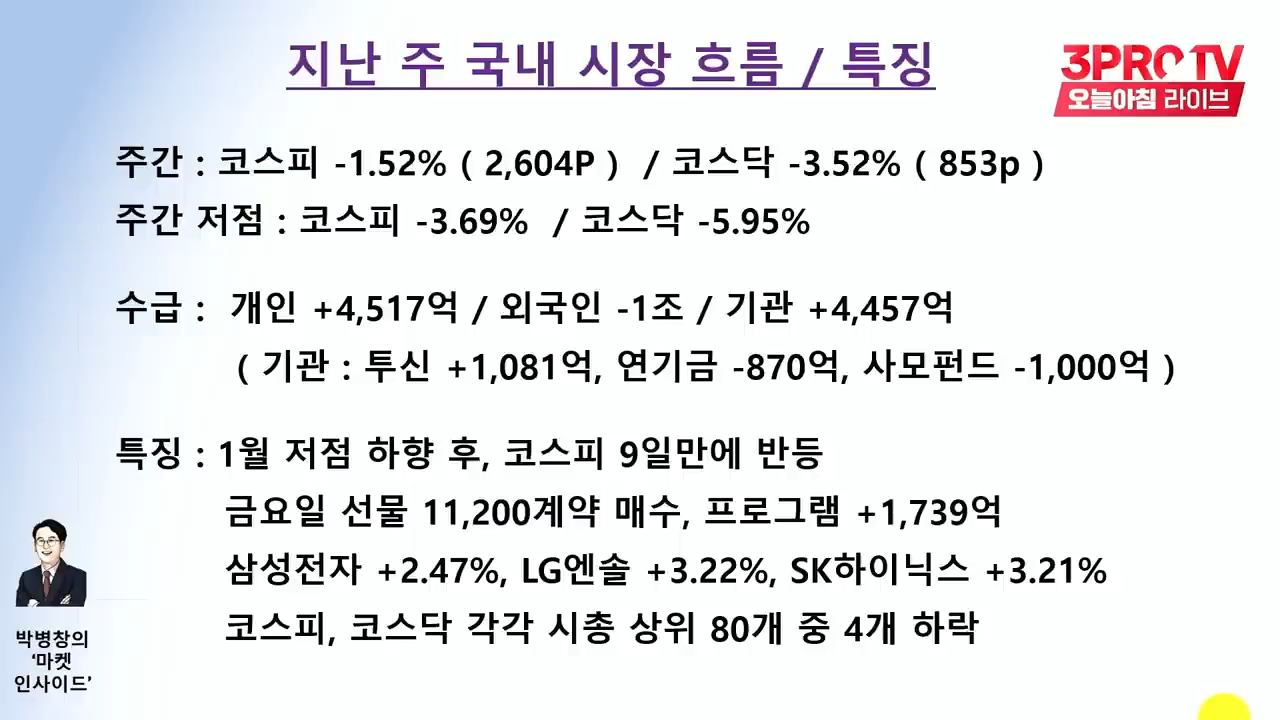 지난 주 국내 시장 흐름 / 특징
3PRO TV
오늘아침 라이브
주간 : 코스피 -1.52% ( 2,604P ) / 코스닥 -3.52% ( 853p )
주간 저점 : 코스피 -3.69% / 코스닥 -5.95%
수급 : 개인 +4,517억 / 외국인 -1조 / 기관 +4,457억
( 기관 : 투신 +1,081억, 연기금 -870억, 사모펀드 -1,000억 )
특징 : 1월 저점 하향 후, 코스피 9일만에 반등
금요일 선물 11,200계약 매수, 프로그램 +1,739억
삼성전자 +2.47%, LG엔솔 +3.22%, SK하이닉스 +3.21%
코스피, 코스닥 각각 시총 상위 80개 중 4개 하락
박병창의
‘마켓
인사이드’